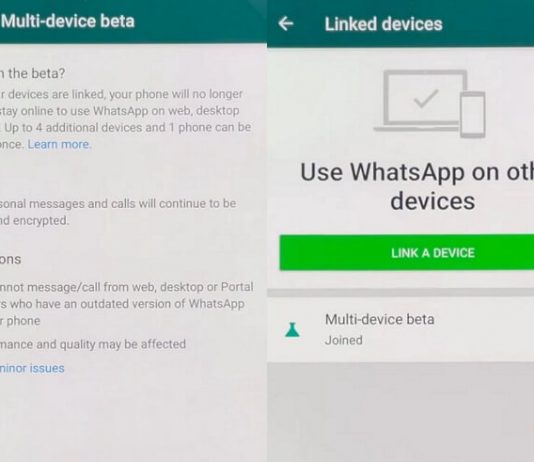 Multi-device beta
n the beta?
r devices are linked, your phone will no longer
stay online to use WhatsApp on web, desktop
. Up to 4 additional devices and 1 phone can be
once. Learn more.
sonal messages and calls will continue to be
nd encrypted.
ons
nnot message/call from web, desktop or Portal
rs who have an outdated version of WhatsApp
r phone
mance and quality may be affected
minor issues
Linked devices
Use WhatsApp on oth
devices
LINK A DEVICE
Multi-device beta
Joined